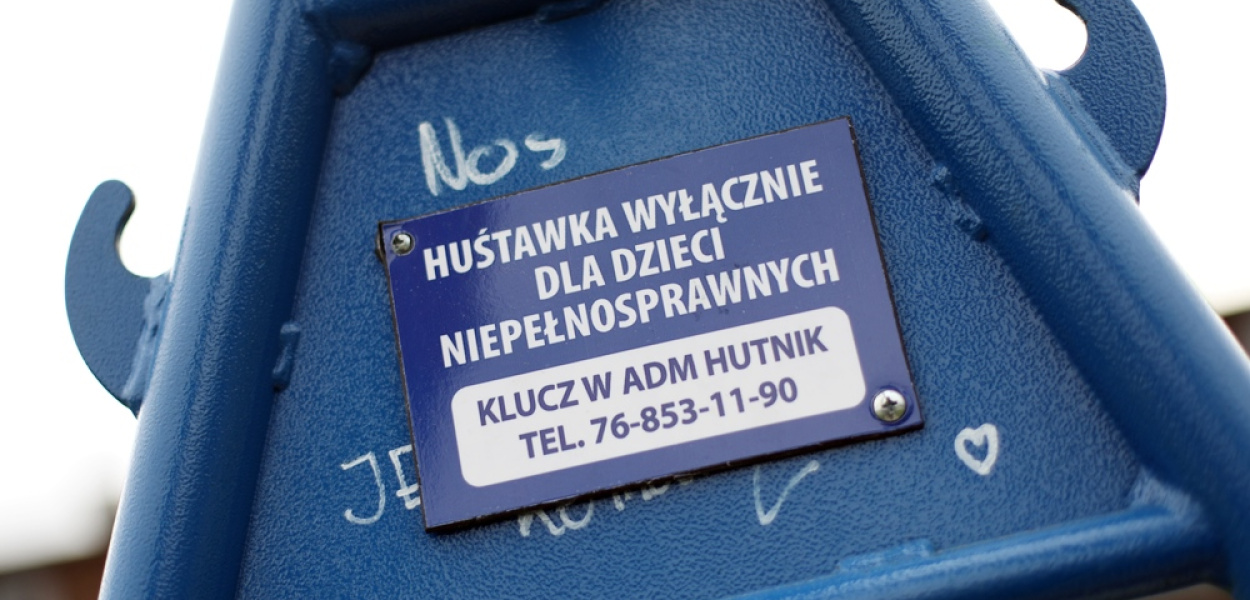 Nos
HUŚTAWKA WYŁĄCZNIE
DLA DZIECI
NIEPEŁNOSPRAWNYCH
KLUCZ W ADM HUTNIK
TEL. 76-853-11-90